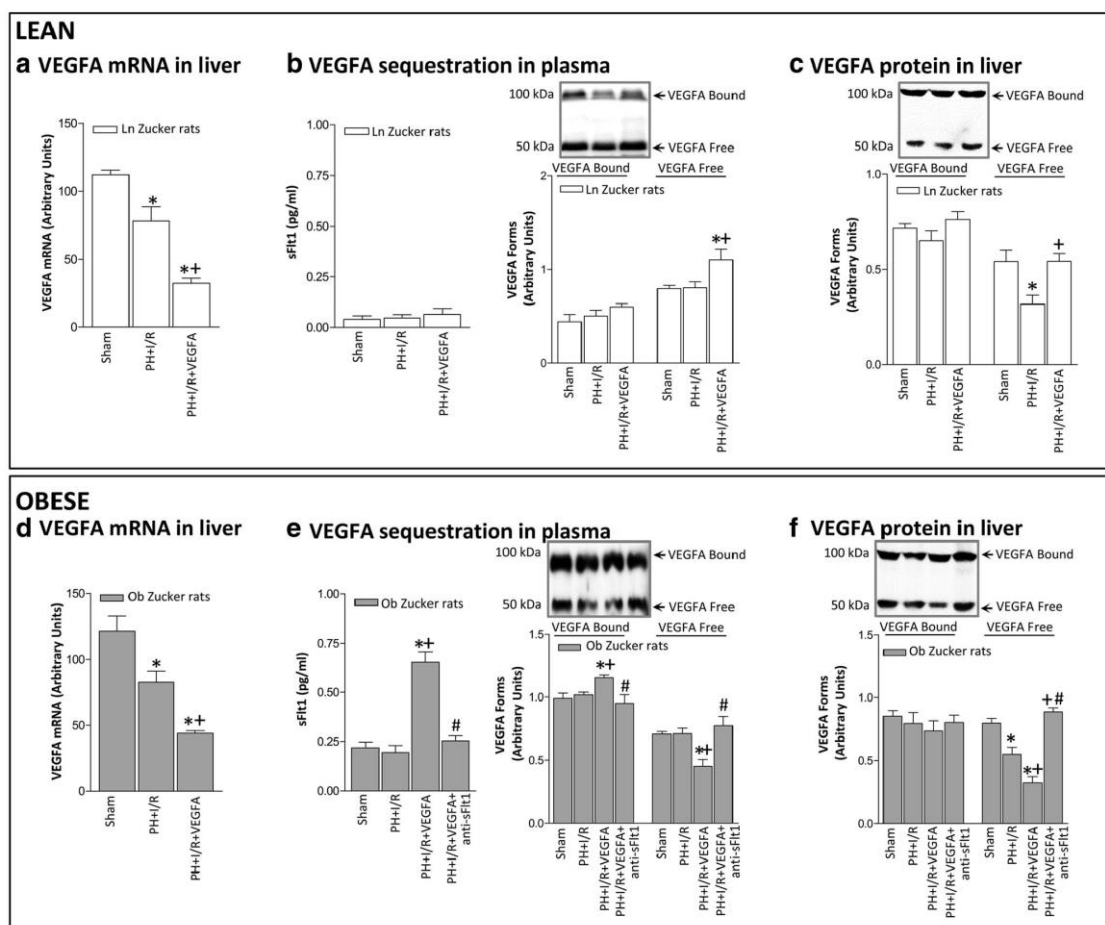 LEAN
a VEGFA mRNA in liver
VEGFA mRNA (Arbitrary Units)
150
100
50
0
Ln Zucker rats
*
*+
Sham
PH+I/R
PH+I/R+VEGFA
b VEGFA sequestration in plasma
sFlt1 (pg/ml)
1.00
0.75
0.50
0.25
0.00
Ln Zucker rats
Sham
PH+I/R
PH+I/R+VEGFA
100 kDa
VEGFA Bound
50 kDa
VEGFA Free
VEGFA Bound VEGFA Free
VEGFA Forms
(Arbitrary Units)
2
1
0
Ln Zucker rats
*+
Sham
PH+I/R
PH+I/R+VEGFA
Sham
PH+I/R
PH+I/R+VEGFA
c VEGFA protein in liver
100 kDa
VEGFA Bound
50 kDa
VEGFA Free
VEGFA Bound VEGFA Free
VEGFA Forms
(Arbitrary Units)
1.0
0.5
0.0
Ln Zucker rats
*
+
Sham
PH+I/R
PH+I/R+VEGFA
Sham
PH+I/R
PH+I/R+VEGFA
OBESE
d VEGFA mRNA in liver
VEGFA mRNA (Arbitrary Units)
150
100
50
0
Ob Zucker rats
*
*+
Sham
PH+I/R
PH+I/R+VEGFA
e VEGFA sequestration in plasma
sFlt1 (pg/ml)
1.00
0.75
0.50
0.25
0.00
Ob Zucker rats
*+
#
Sham
PH+I/R
PH+I/R+VEGFA
PH+I/R+VEGFA+
anti-sFlt1
100 kDa
VEGFA Bound
50 kDa
VEGFA Free
VEGFA Bound VEGFA Free
VEGFA Forms
(Arbitrary Units)
1.5
1.0
0.5
0.0
Ob Zucker rats
*+
#
*+
#
Sham
PH+I/R
PH+I/R+VEGFA
PH+I/R+VEGFA+
anti-sFlt1
Sham
PH+I/R
PH+I/R+VEGFA
PH+I/R+VEGFA+
anti-sFlt1
f VEGFA protein in liver
100 kDa
VEGFA Bound
50 kDa
VEGFA Free
VEGFA Bound VEGFA Free
VEGFA Forms
(Arbitrary Units)
1.5
1.0
0.5
0.0
Ob Zucker rats
*
*+
+#
Sham
PH+I/R
PH+I/R+VEGFA
PH+I/R+VEGFA+
anti-sFlt1
Sham
PH+I/R
PH+I/R+VEGFA
PH+I/R+VEGFA+
anti-sFlt1